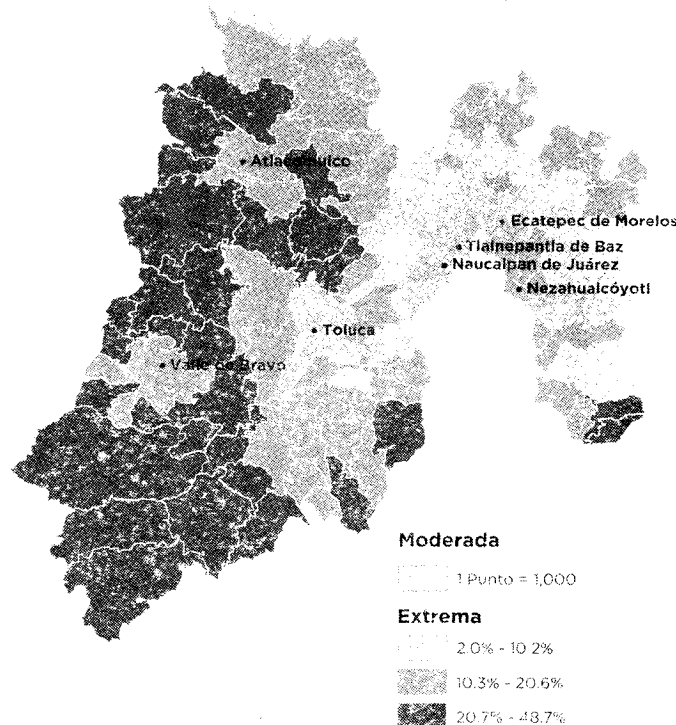 Atlacomulco
Ecatepec de Morelos
Tlalnepantla de Baz
Naucalpan de Juárez
Nezahualcóyotl
Toluca
Valle de Bravo
Moderada
1 Punto = 1,000
Extrema
2.0% - 10.2%
10.3% - 20.6%
20.7% - 48.7%